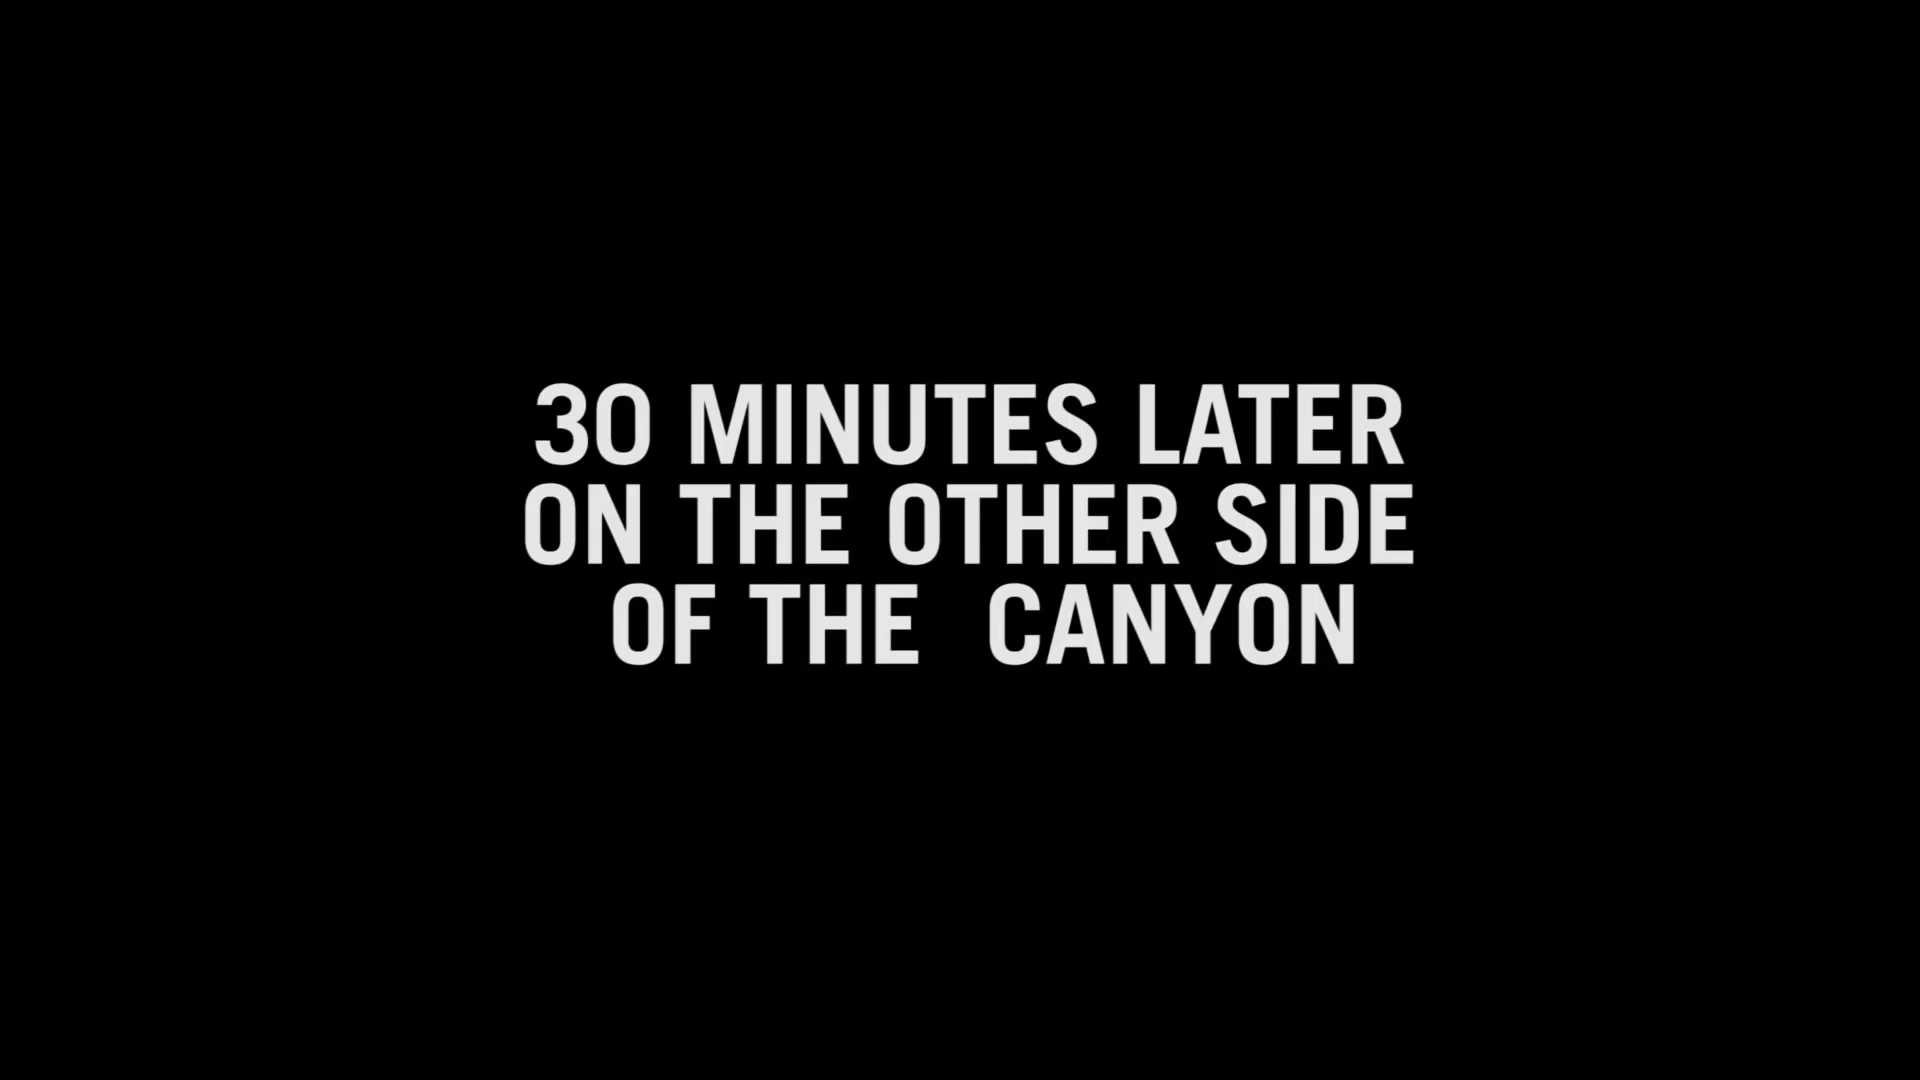 30 MINUTES LATER
ON THE OTHER SIDE
OF THE  CANYON